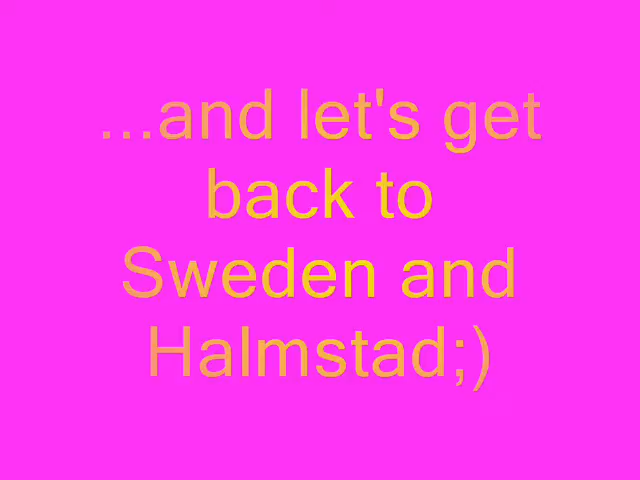 ...and let's get
back to
Sweden and
Halmstad;)